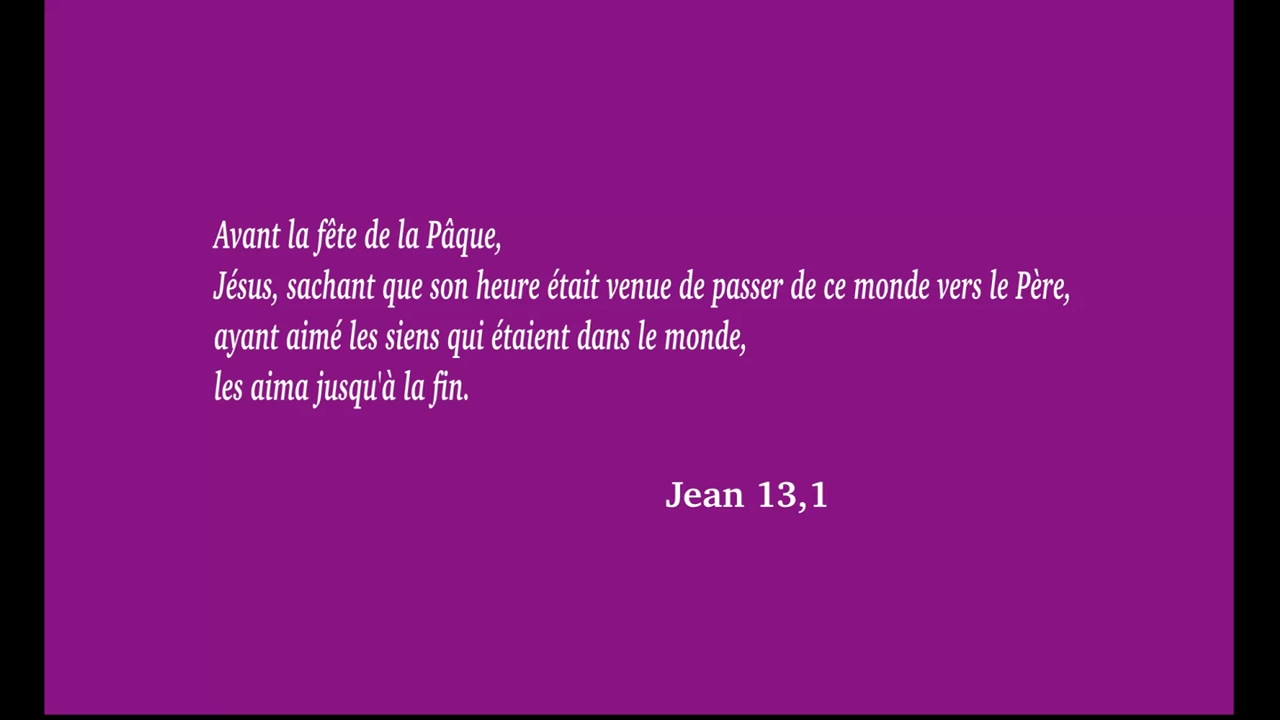 Avant la fête de la Pâque,
Jésus, sachant que son heure était venue de passer de ce monde vers le Père,
ayant aimé les siens qui étaient dans le monde,
les aima jusqu'à la fin.
Jean 13,1